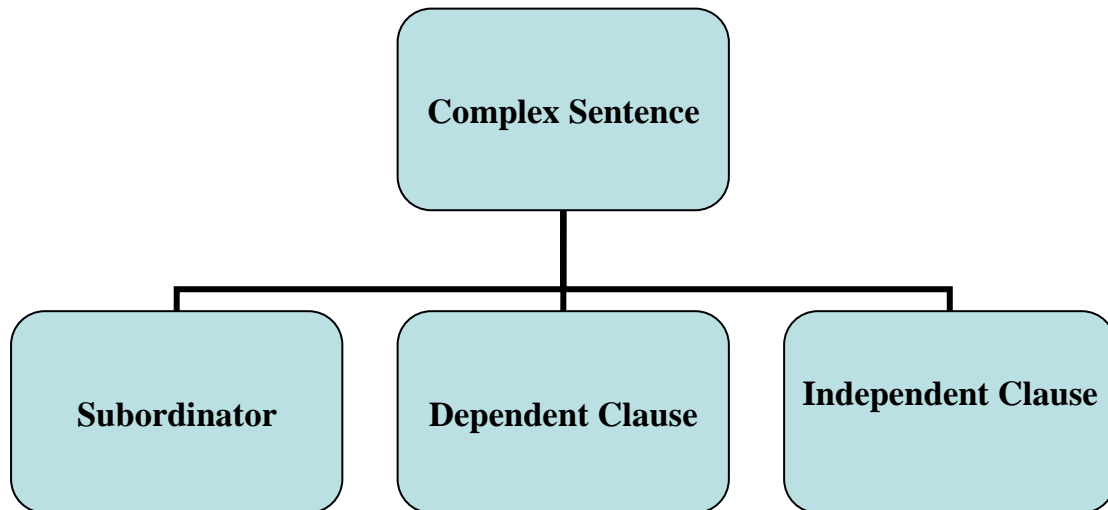 Complex Sentence
Subordinator
Dependent Clause
Independent Clause